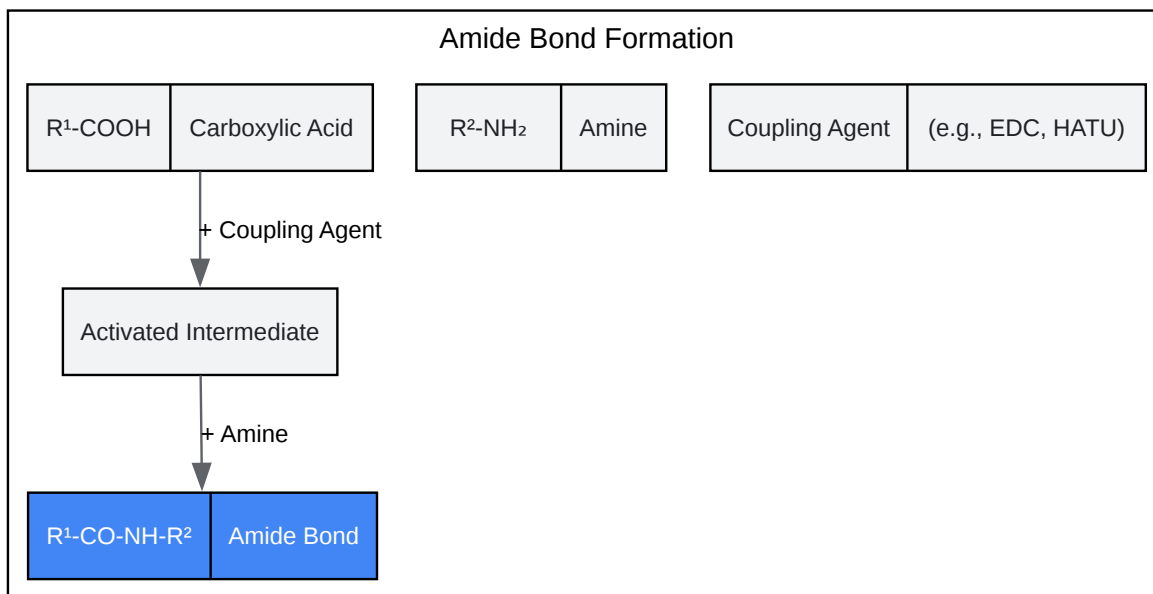 Amide Bond Formation
R¹-COOH
Carboxylic Acid
R²-NH₂
Amine
Coupling Agent
(e.g., EDC, HATU)
+ Coupling Agent
Activated Intermediate
+ Amine
R¹-CO-NH-R²
Amide Bond